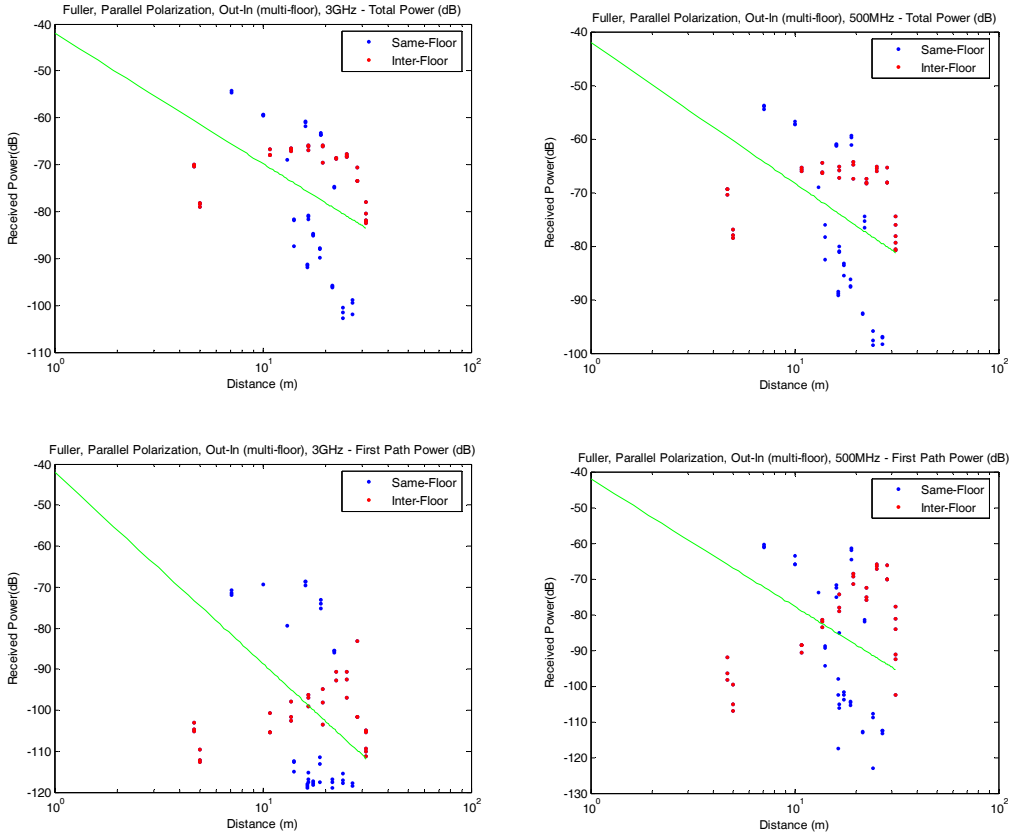 Fuller, Parallel Polarization, Out-In (multi-floor), 3GHz - Total Power (dB)
-40
-50
-60
-70
-80
-90
-100
-110
Received Power(dB)
Same-Floor
Inter-Floor
10^0
10^1
10^2
Distance (m)
Fuller, Parallel Polarization, Out-In (multi-floor), 500MHz - Total Power (dB)
-40
-50
-60
-70
-80
-90
-100
Received Power(dB)
Same-Floor
Inter-Floor
10^0
10^1
10^2
Distance (m)
Fuller, Parallel Polarization, Out-In (multi-floor), 3GHz - First Path Power (dB)
-40
-50
-60
-70
-80
-90
-100
-110
-120
Received Power(dB)
Same-Floor
Inter-Floor
10^0
10^1
10^2
Distance (m)
Fuller, Parallel Polarization, Out-In (multi-floor), 500MHz - First Path Power (dB)
-40
-50
-60
-70
-80
-90
-100
-110
-120
-130
Received Power(dB)
Same-Floor
Inter-Floor
10^0
10^1
10^2
Distance (m)